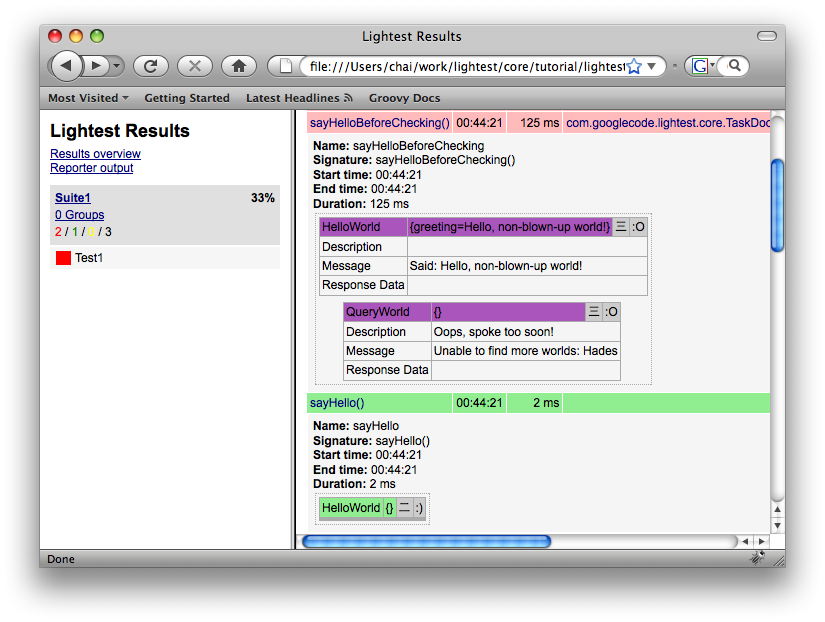 Lightest Results
file:///Users/chai/work/lightest/core/tutorial/lightest
G
Most Visited Getting Started Latest Headlines Groovy Docs
Lightest Results
Results overview
Reporter output
Suite1 33%
0 Groups
2 / 1 / 0 / 3
Test1
sayHelloBeforeChecking() 00:44:21 125 ms com.googlecode.lightest.core.TaskDoc
Name: sayHelloBeforeChecking
Signature: sayHelloBeforeChecking()
Start time: 00:44:21
End time: 00:44:21
Duration: 125 ms
HelloWorld {greeting=Hello, non-blown-up world!} 三 :O
Description
Message Said: Hello, non-blown-up world!
Response Data
QueryWorld {} 三 :O
Description Oops, spoke too soon!
Message Unable to find more worlds: Hades
Response Data
sayHello() 00:44:21 2 ms
Name: sayHello
Signature: sayHello()
Start time: 00:44:21
End time: 00:44:21
Duration: 2 ms
HelloWorld {} 二 :)
Done